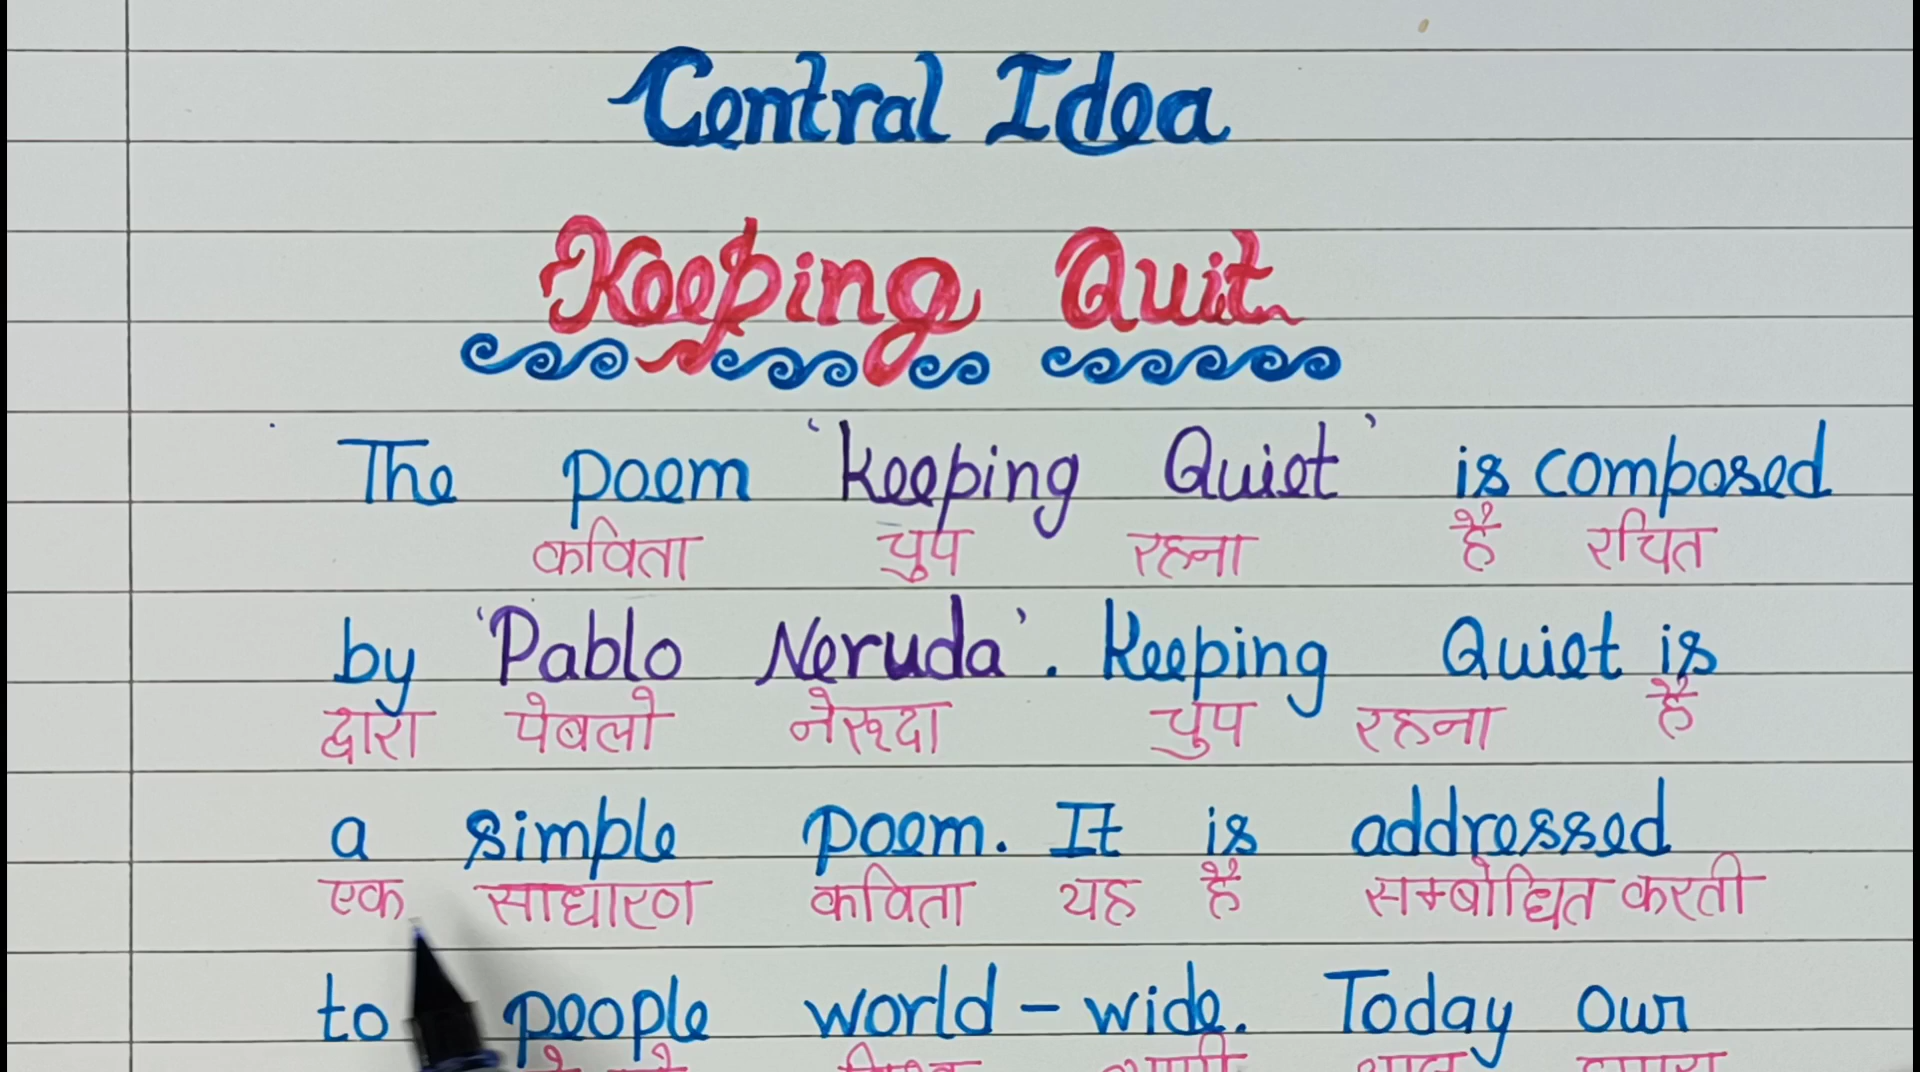 Central Idea
Keeping Quit
The poem 'Keeping Quiet' is composed
कविता चुप रहना है रचित
by 'Pablo Neruda'. Keeping Quiet is
द्वारा पेबलो नेरूदा चुप रहना है
a simple poem. It is addressed
एक साधारण कविता यह है सम्बोधित करती
to people world-wide. Today our